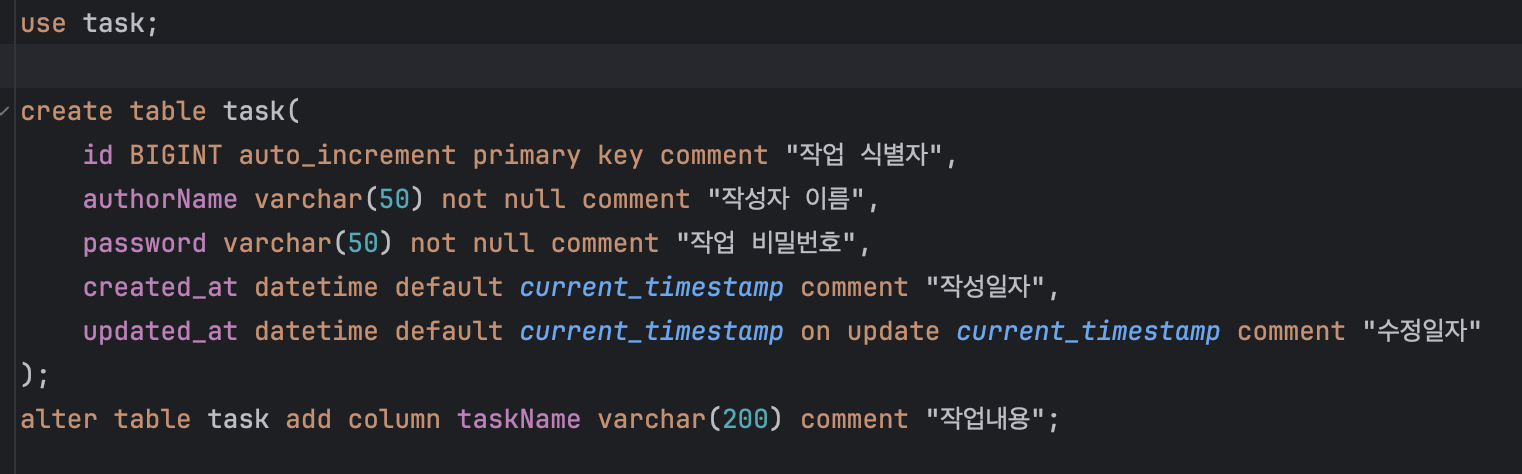 use task;
create table task(
id BIGINT auto_increment primary key comment "작업 식별자",
authorName varchar(50) not null comment "작성자 이름",
password varchar(50) not null comment "작업 비밀번호",
created_at datetime default current_timestamp comment "작성일자",
updated_at datetime default current_timestamp on update current_timestamp comment "수정일자"
);
alter table task add column taskName varchar(200) comment "작업내용";